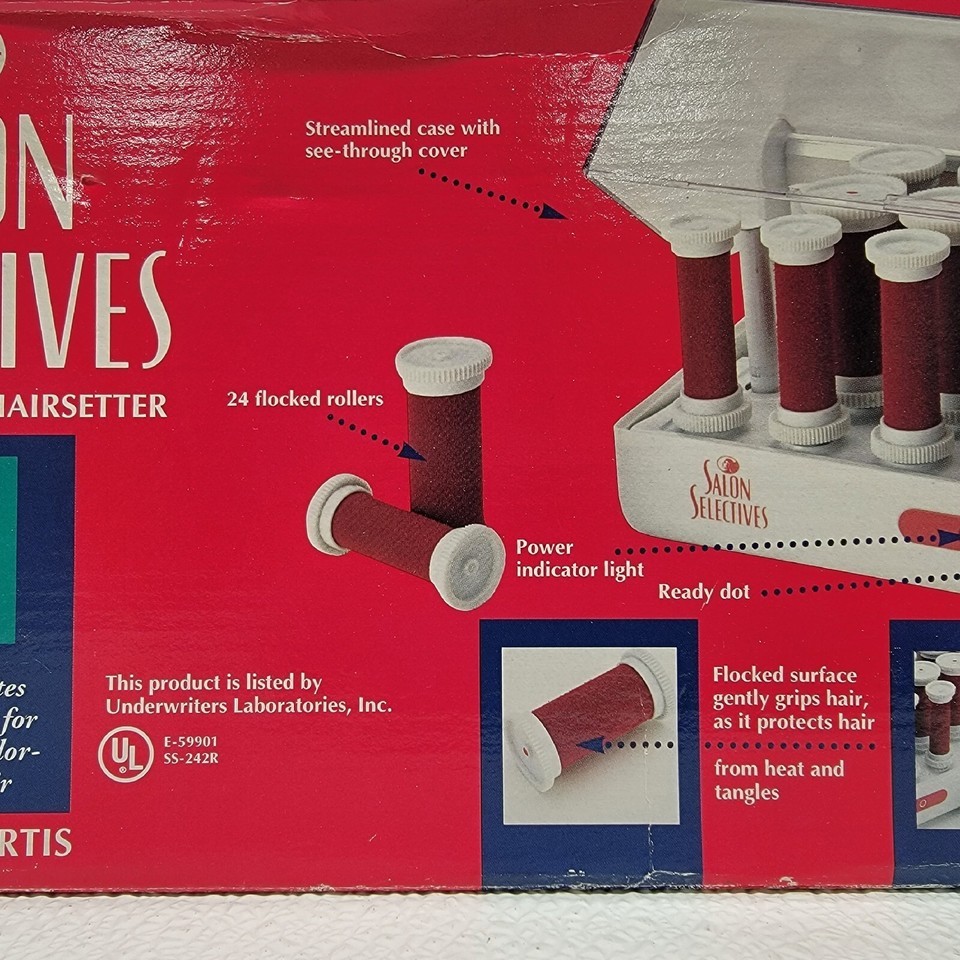 ON
IVES
HAIRSETTER
Streamlined case with
see-through cover
24 flocked rollers
SALON
SELECTIVES
Power
indicator light
Ready dot
tes
for
lor-
r
RTIS
This product is listed by
Underwriters Laboratories, Inc.
UL
E-59901
SS-242R
Flocked surface
gently grips hair,
as it protects hair
from heat and
tangles